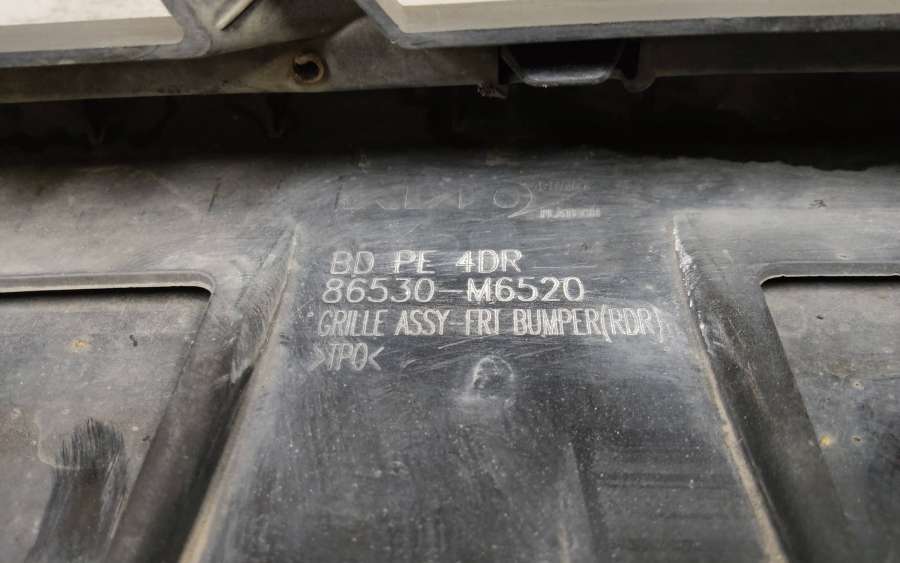 BD PE 4DR
86530-M6520
GRILLE ASSY-FRT BUMPER(RDR)
>TPO<